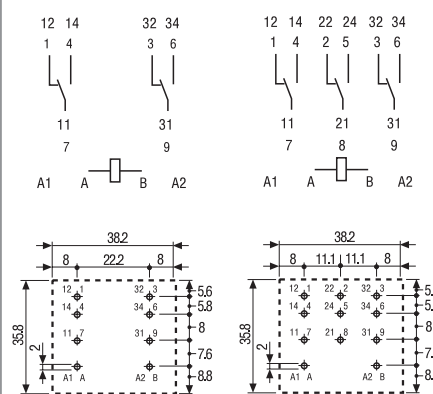 12 14 32 34
1 4 3 6
11 31
7 9
A1 A B A2
12 14 22 24 32 34
1 4 2 5 3 6
11 21 31
7 8 9
A1 A B A2
38.2
8 22.2 8
12 1 32 3
14 4 34 6
11 7 31 9
A1 A A2 B
35.8
2
5.6
5.8
8
7.6
8.8
38.2
8 11.1 11.1 8
12 1 22 2 32 3
14 4 24 5 34 6
11 7 21 8 31 9
A1 A A2 B
35.8
2
5.
5.
8
7.
8.